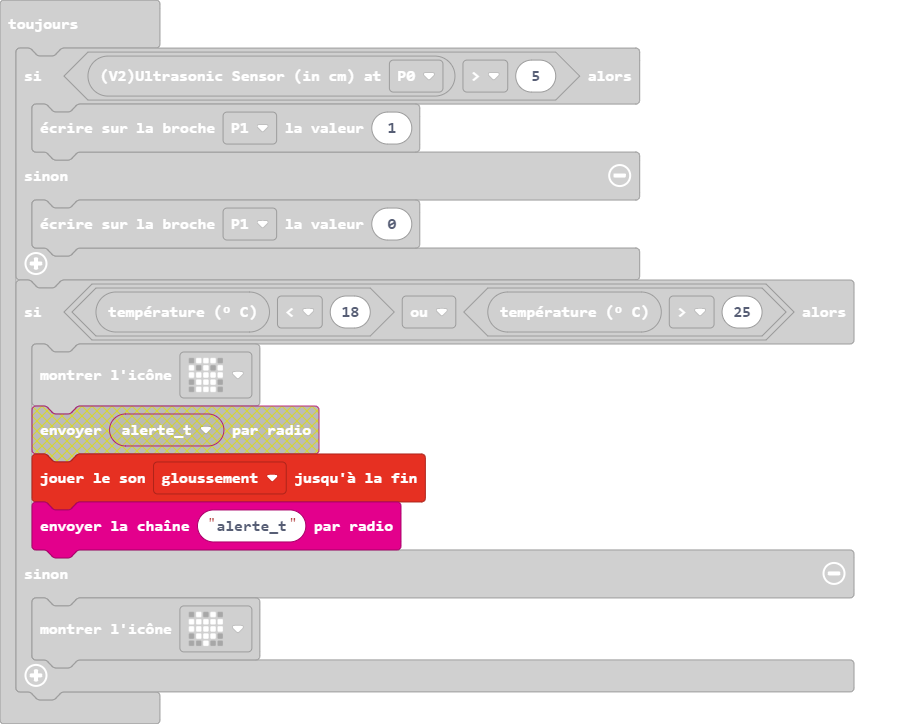 toujours
si (V2)Ultrasonic Sensor (in cm) at P0 > 5 alors
écrire sur la broche P1 la valeur 1
sinon
écrire sur la broche P1 la valeur 0
si température (º C) < 18 ou température (º C) > 25 alors
montrer l'icône
envoyer alerte_t par radio
jouer le son gloussement jusqu'à la fin
envoyer la chaîne "alerte_t" par radio
sinon
montrer l'icône